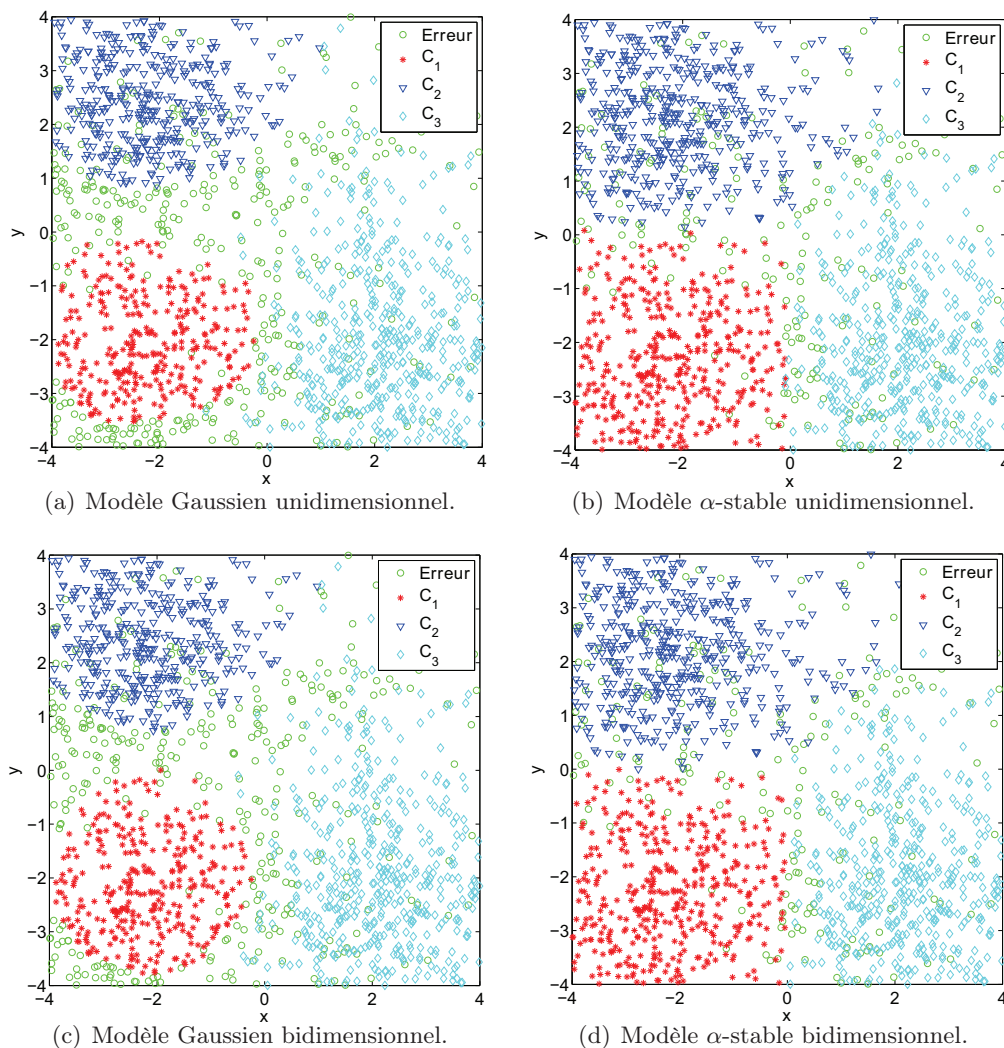 4
3
2
1
0
−1
−2
−3
−4
y
−4 −2 0 2 4
x
Erreur
C1
C2
C3
(a) Modèle Gaussien unidimensionnel.
4
3
2
1
0
−1
−2
−3
−4
y
−4 −2 0 2 4
x
Erreur
C1
C2
C3
(b) Modèle α-stable unidimensionnel.
4
3
2
1
0
−1
−2
−3
−4
y
−4 −2 0 2 4
x
Erreur
C1
C2
C3
(c) Modèle Gaussien bidimensionnel.
4
3
2
1
0
−1
−2
−3
−4
y
−4 −2 0 2 4
x
Erreur
C1
C2
C3
(d) Modèle α-stable bidimensionnel.